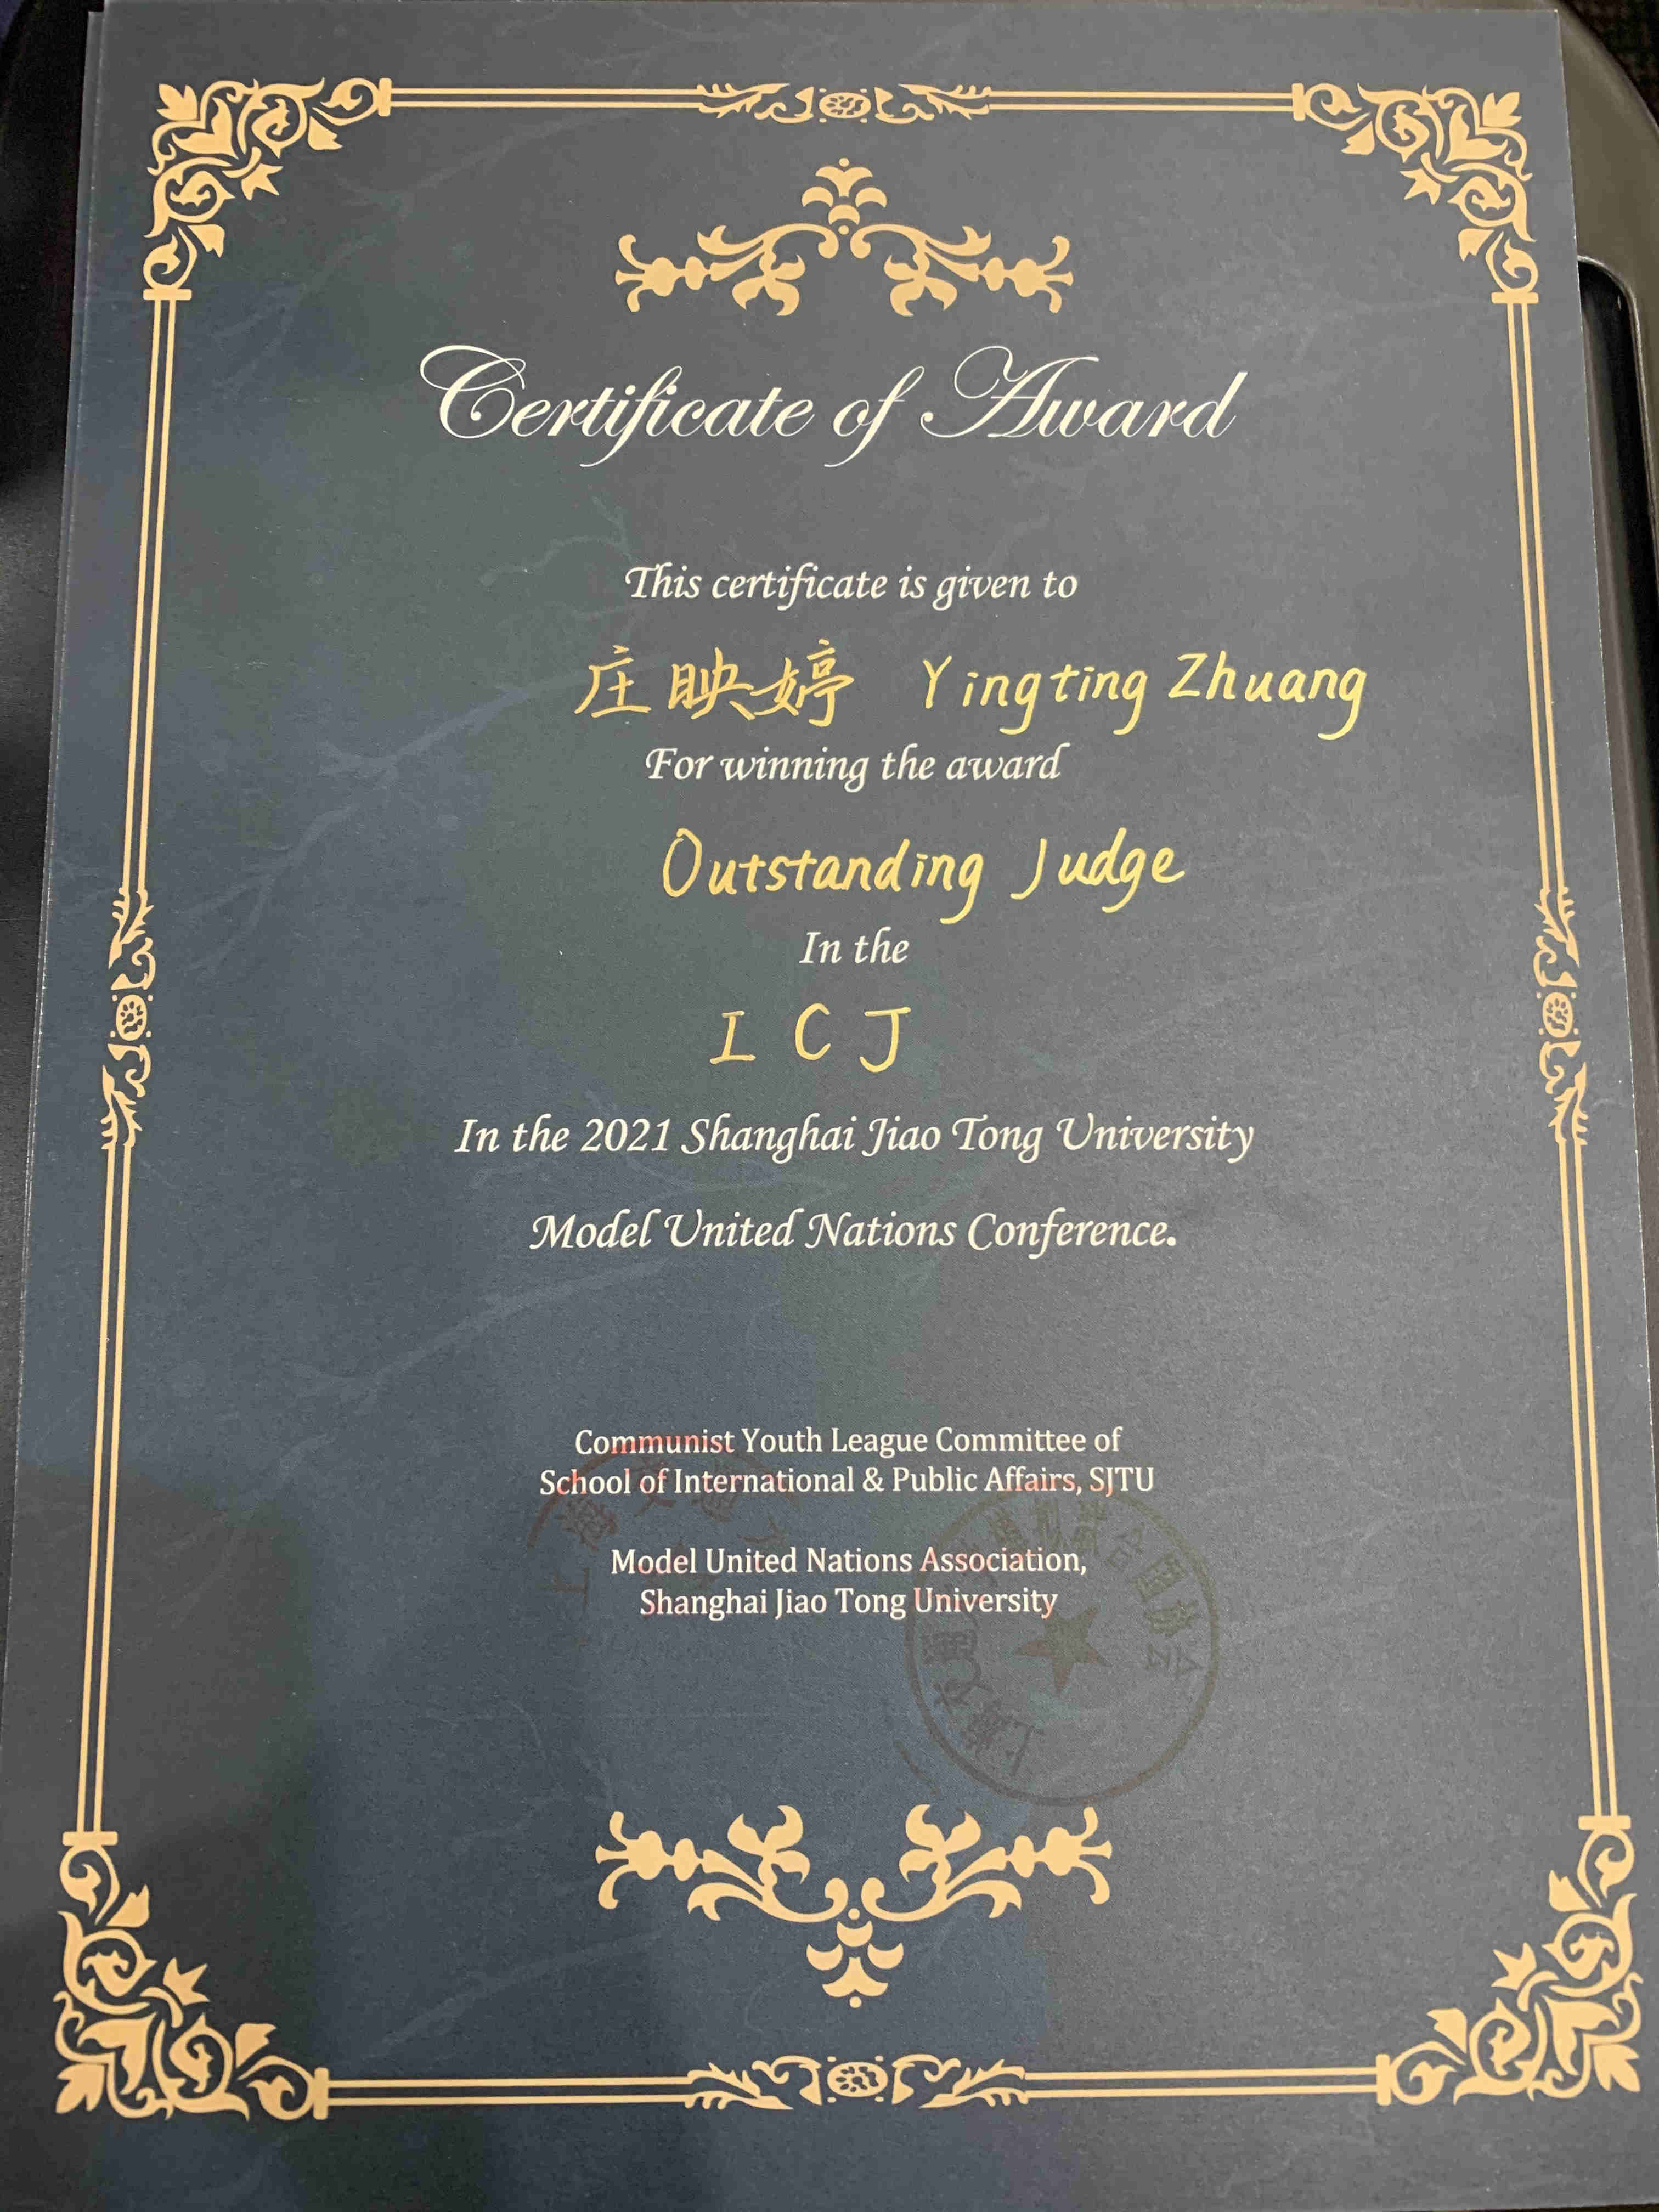 Certificate of Award
This certificate is given to
庄映婷 Yingting Zhuang
For winning the award
Outstanding Judge
In the
ICJ
In the 2021 Shanghai Jiao Tong University
Model United Nations Conference.
Communist Youth League Committee of
School of International & Public Affairs, SJTU
Model United Nations Association,
Shanghai Jiao Tong University